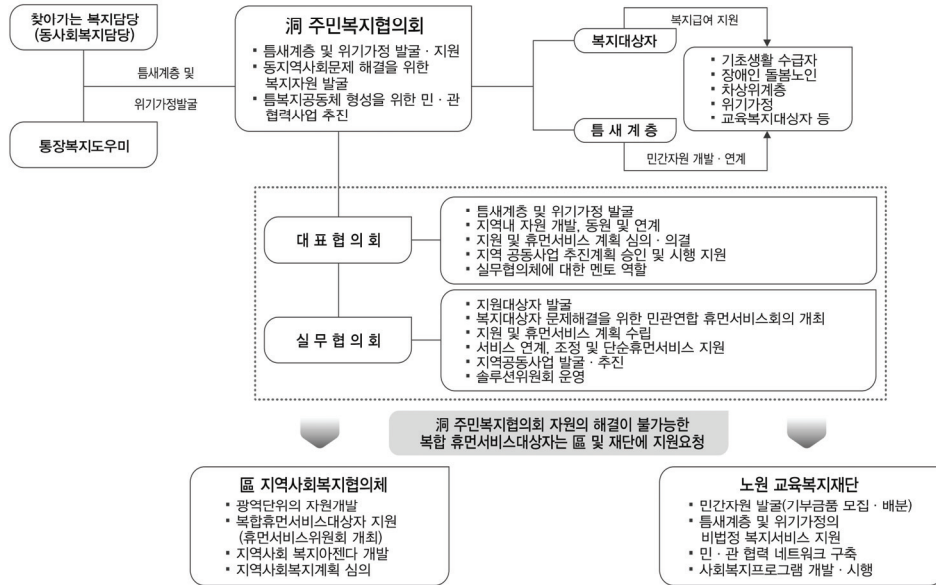 찾아가는 복지담당
(동사회복지담당)
틈새계층 및
위기가정발굴
통장복지도우미
洞 주민복지협의회
▪ 틈새계층 및 위기가정 발굴 · 지원
▪ 동지역사회문제 해결을 위한
복지자원 발굴
▪ 틈복지공동체 형성을 위한 민 · 관
협력사업 추진
복지대상자
복지급여 지원
틈 새 계 층
민간자원 개발 · 연계
▪ 기초생활 수급자
▪ 장애인 돌봄노인
▪ 차상위계층
▪ 위기가정
▪ 교육복지대상자 등
대 표 협 의 회
▪ 틈새계층 및 위기가정 발굴
▪ 지역내 자원 개발, 동원 및 연계
▪ 지원 및 휴먼서비스 계획 심의 · 의결
▪ 지역 공동사업 추진계획 승인 및 시행 지원
▪ 실무협의체에 대한 멘토 역할
실 무 협 의 회
▪ 지원대상자 발굴
▪ 복지대상자 문제해결을 위한 민관연합 휴먼서비스회의 개최
▪ 지원 및 휴먼서비스 계획 수립
▪ 서비스 연계, 조정 및 단순휴먼서비스 지원
▪ 지역공동사업 발굴 · 추진
▪ 솔루션위원회 운영
洞 주민복지협의회 자원의 해결이 불가능한
복합 휴먼서비스대상자는 區 및 재단에 지원요청
區 지역사회복지협의체
▪ 광역단위의 자원개발
▪ 복합휴먼서비스대상자 지원
(휴먼서비스위원회 개최)
▪ 지역사회 복지아젠다 개발
▪ 지역사회복지계획 심의
노원 교육복지재단
▪ 민간자원 발굴(기부금품 모집 · 배분)
▪ 틈새계층 및 위기가정의
비법정 복지서비스 지원
▪ 민 · 관 협력 네트워크 구축
▪ 사회복지프로그램 개발 · 시행